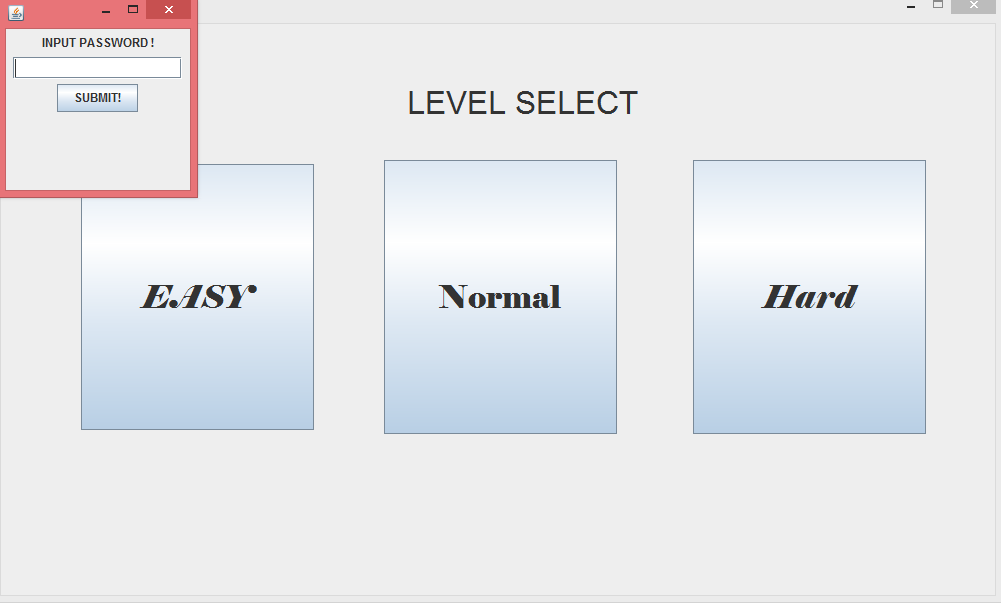 INPUT PASSWORD !
SUBMIT!
LEVEL SELECT
EASY
Normal
Hard